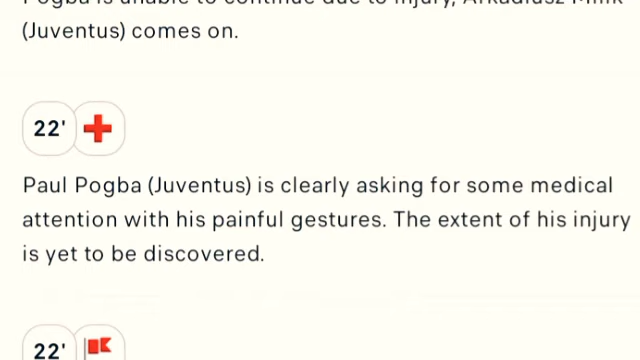 (Juventus) comes on.
22'
Paul Pogba (Juventus) is clearly asking for some medical
attention with his painful gestures. The extent of his injury
is yet to be discovered.
22'